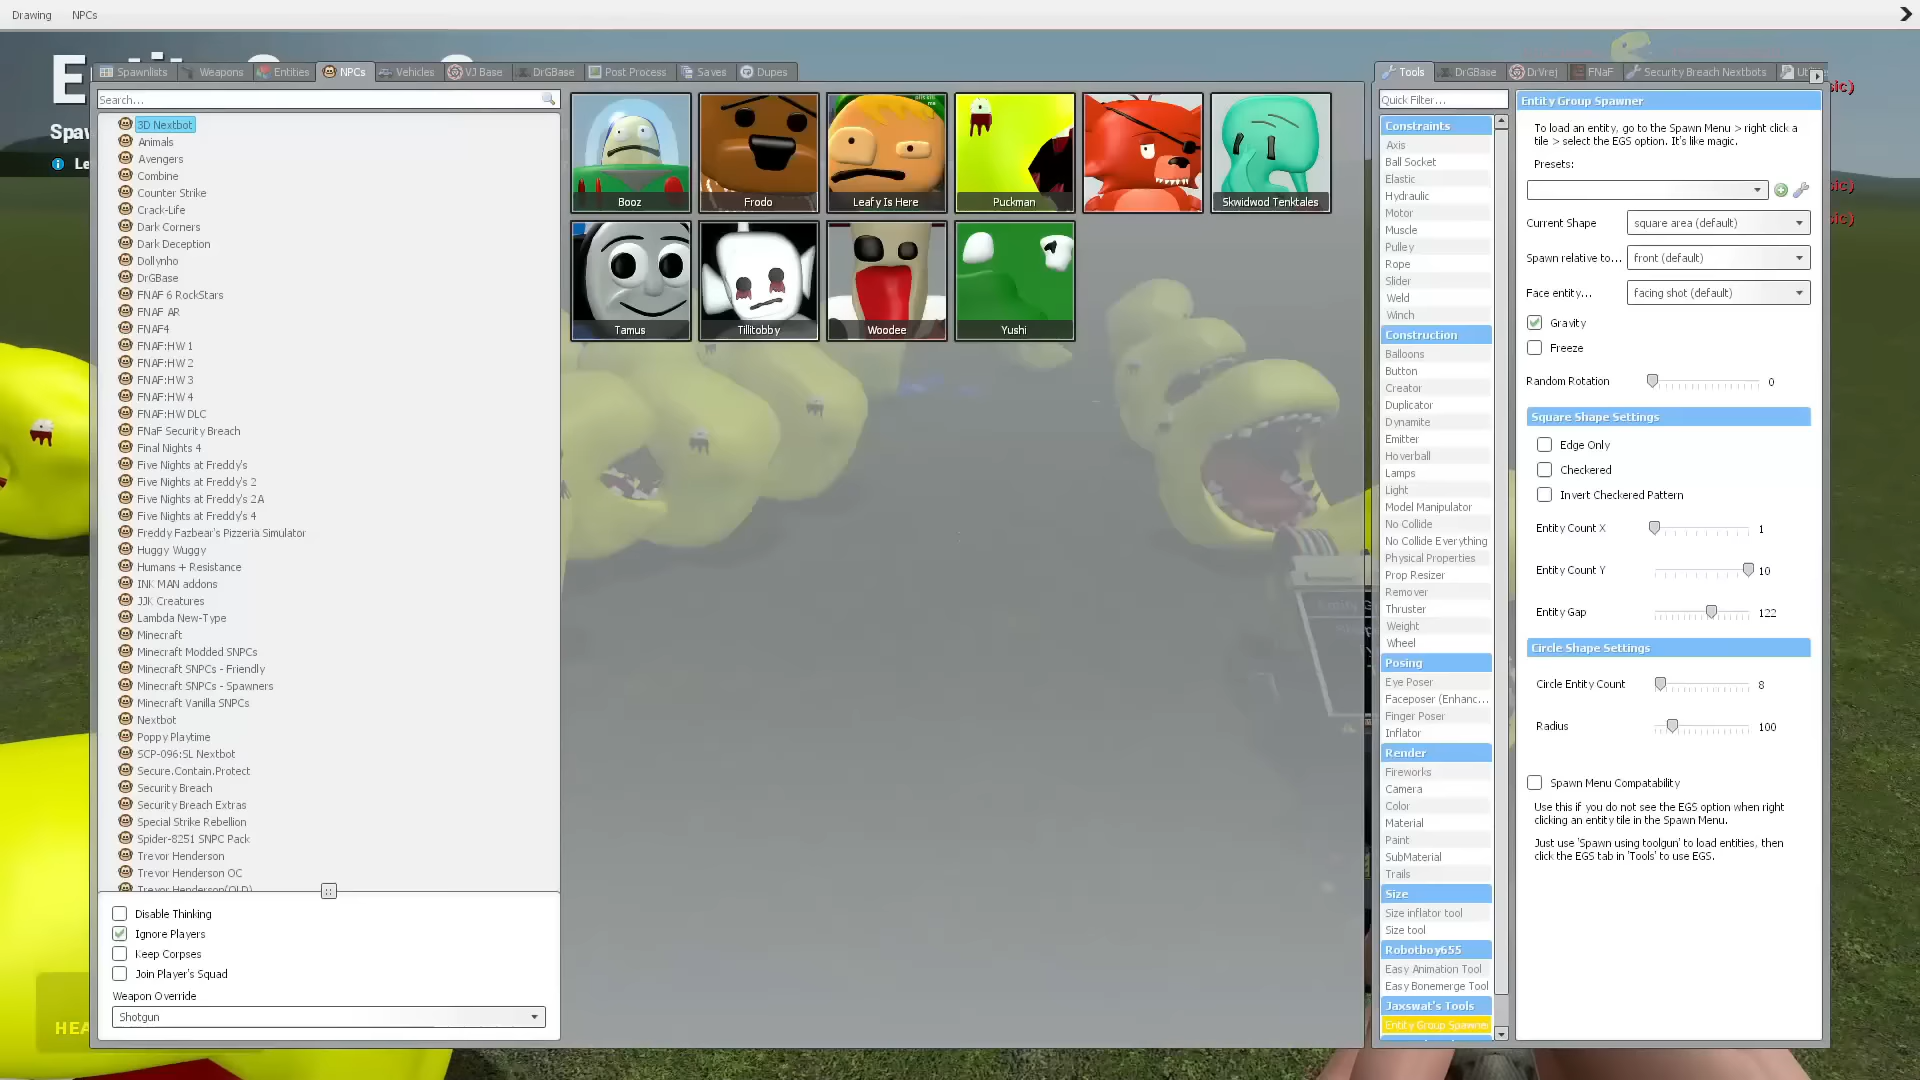 Drawing NPCs
Spawnlists Weapons Entities NPCs Vehicles VJ Base DrGBase Post Process Saves Dupes
Tools DrGBase DrVrej FNaF Security Breach Nextbots
Search...
3D Nextbot
Animals
Avengers
Combine
Counter Strike
Crack-Life
Dark Corners
Dark Deception
Dollynho
DrGBase
FNAF 6 RockStars
FNAF AR
FNAF4
FNAF:HW 1
FNAF:HW 2
FNAF:HW 3
FNAF:HW 4
FNAF:HW DLC
FNaF Security Breach
Final Nights 4
Five Nights at Freddy's
Five Nights at Freddy's 2
Five Nights at Freddy's 2A
Five Nights at Freddy's 4
Freddy Fazbear's Pizzeria Simulator
Huggy Wuggy
Humans + Resistance
INK MAN addons
JJK Creatures
Lambda New-Type
Minecraft
Minecraft Modded SNPCs
Minecraft SNPCs - Friendly
Minecraft SNPCs - Spawners
Minecraft Vanilla SNPCs
Nextbot
Poppy Playtime
SCP-096:SL Nextbot
Secure.Contain.Protect
Security Breach
Security Breach Extras
Special Strike Rebellion
Spider-8251 SNPC Pack
Trevor Henderson
Trevor Henderson OC
Trevor Henderson(OLD)
Disable Thinking
Ignore Players
Keep Corpses
Join Player's Squad
Weapon Override
Shotgun
Booz
Frodo
Leafy Is Here
Puckman
Skwidwod Tenktales
Tamus
Tillitobby
Woodee
Yushi
Quick Filter...
Constraints
Axis
Ball Socket
Elastic
Hydraulic
Motor
Muscle
Pulley
Rope
Slider
Weld
Winch
Construction
Balloons
Button
Creator
Duplicator
Dynamite
Emitter
Hoverball
Lamps
Light
Model Manipulator
No Collide
No Collide Everything
Physical Properties
Prop Resizer
Remover
Thruster
Weight
Wheel
Posing
Eye Poser
Faceposer (Enhanc...
Finger Poser
Inflator
Render
Fireworks
Camera
Color
Material
Paint
SubMaterial
Trails
Size
Size inflator tool
Size tool
Robotboy655
Easy Animation Tool
Easy Bonemerge Tool
Jaxswat's Tools
Entity Group Spawner
Entity Group Spawner
To load an entity, go to the Spawn Menu > right click a
tile > select the EGS option. It's like magic.
Presets:
Current Shape square area (default)
Spawn relative to... front (default)
Face entity... facing shot (default)
Gravity
Freeze
Random Rotation 0
Square Shape Settings
Edge Only
Checkered
Invert Checkered Pattern
Entity Count X 1
Entity Count Y 10
Entity Gap 122
Circle Shape Settings
Circle Entity Count 8
Radius 100
Spawn Menu Compatability
Use this if you do not see the EGS option when right
clicking an entity tile in the Spawn Menu.
Just use 'Spawn using toolgun' to load entities, then
click the EGS tab in 'Tools' to use EGS.